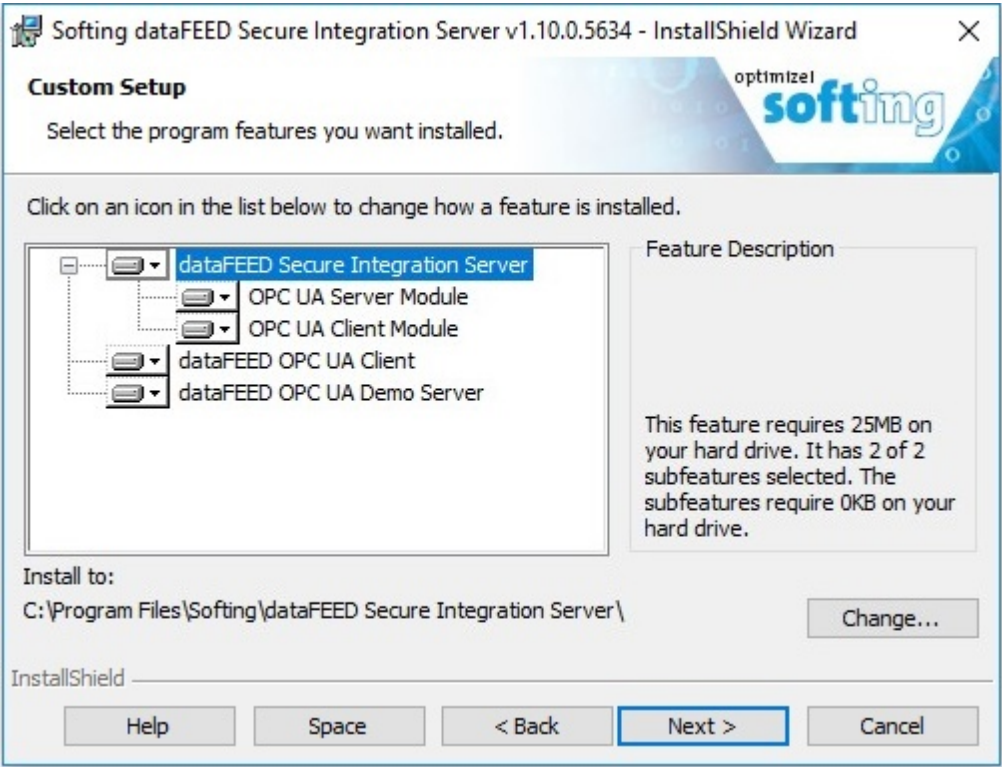 Softing dataFEED Secure Integration Server v1.10.0.5634 - InstallShield Wizard
Custom Setup
Select the program features you want installed.
optimize!
softing
Click on an icon in the list below to change how a feature is installed.
dataFEED Secure Integration Server
OPC UA Server Module
OPC UA Client Module
dataFEED OPC UA Client
dataFEED OPC UA Demo Server
Feature Description
This feature requires 25MB on
your hard drive. It has 2 of 2
subfeatures selected. The
subfeatures require 0KB on your
hard drive.
Install to:
C:\Program Files\Softing\dataFEED Secure Integration Server\
Change...
InstallShield
Help
Space
< Back
Next >
Cancel